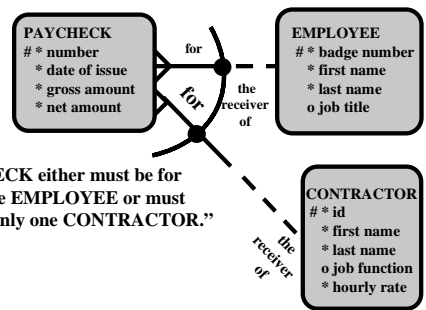 PAYCHECK
# * number
* date of issue
* gross amount
* net amount
for
for
the
receiver
of
EMPLOYEE
# * badge number
* first name
* last name
o job title
ECK either must be for
e EMPLOYEE or must
only one CONTRACTOR.”
the
receiver
of
CONTRACTOR
# * id
* first name
* last name
o job function
* hourly rate